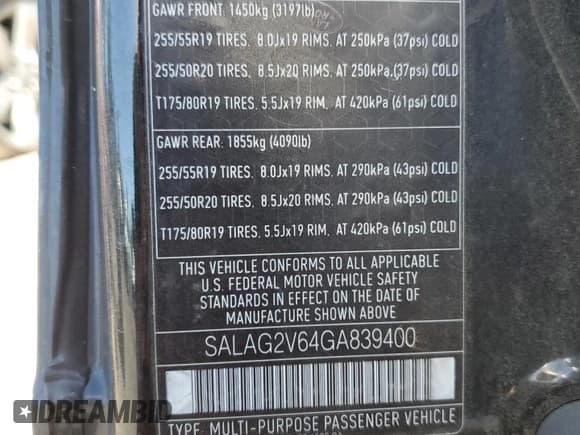 GAWR FRONT: 1450kg (3197lb)
255/55R19 TIRES. 8.0Jx19 RIMS. AT 250kPa (37psi) COLD
255/50R20 TIRES. 8.5Jx20 RIMS. AT 250kPa (37psi) COLD
T175/80R19 TIRES. 5.5Jx19 RIM, AT 420kPa (61psi) COLD
GAWR REAR: 1855kg (4090lb)
255/55R19 TIRES. 8.0Jx19 RIMS. AT 290kPa (43psi) COLD
255/50R20 TIRES. 8.5Jx20 RIMS. AT 290kPa (43psi) COLD
T175/80R19 TIRES. 5.5Jx19 RIM, AT 420kPa (61psi) COLD
THIS VEHICLE CONFORMS TO ALL APPLICABLE
U.S. FEDERAL MOTOR VEHICLE SAFETY
STANDARDS IN EFFECT ON THE DATE OF
MANUFACTURE SHOWN ABOVE
SALAG2V64GA839400
TYPE: MULTI-PURPOSE PASSENGER VEHICLE
DREAMBID